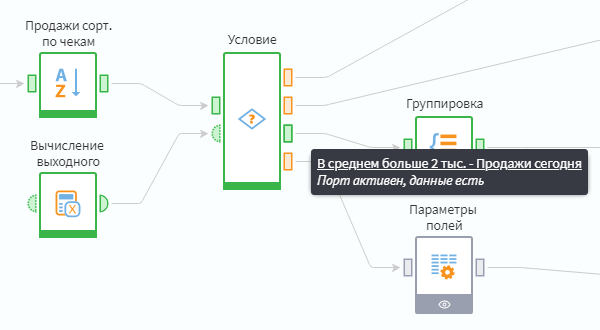 Продажи сорт.
по чекам
Условие
Группировка
Вычисление
выходного
В среднем больше 2 тыс. - Продажи сегодня
Порт активен, данные есть
Параметры
полей
A
Z
?
X